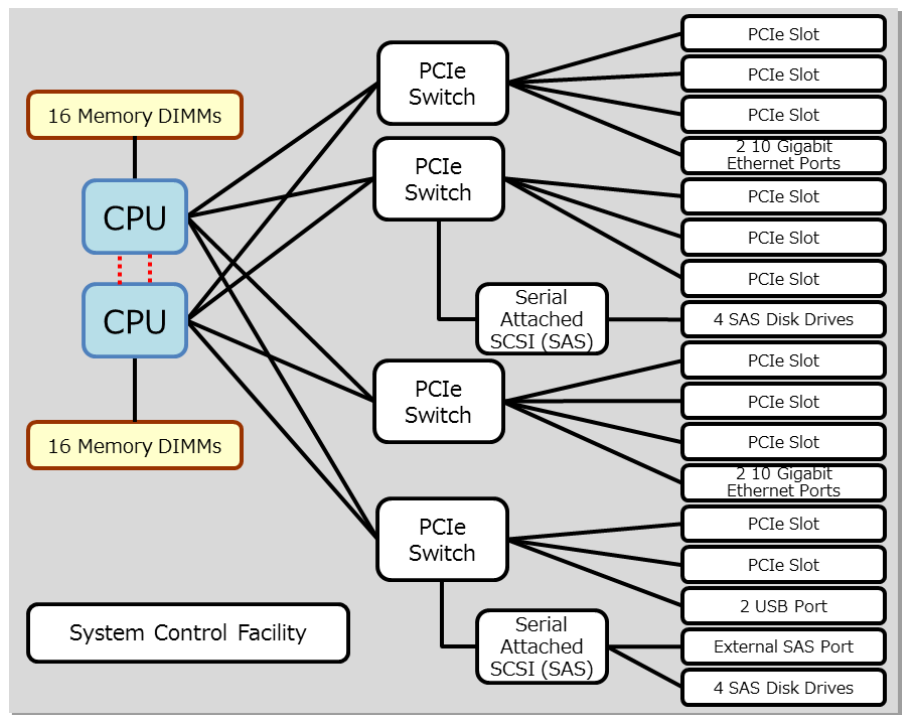 16 Memory DIMMs
CPU
CPU
16 Memory DIMMs
System Control Facility
PCIe
Switch
PCIe
Switch
Serial
Attached
SCSI (SAS)
PCIe
Switch
PCIe
Switch
Serial
Attached
SCSI (SAS)
PCIe Slot
PCIe Slot
PCIe Slot
2 10 Gigabit
Ethernet Ports
PCIe Slot
PCIe Slot
PCIe Slot
4 SAS Disk Drives
PCIe Slot
PCIe Slot
PCIe Slot
2 10 Gigabit
Ethernet Ports
PCIe Slot
PCIe Slot
2 USB Port
External SAS Port
4 SAS Disk Drives